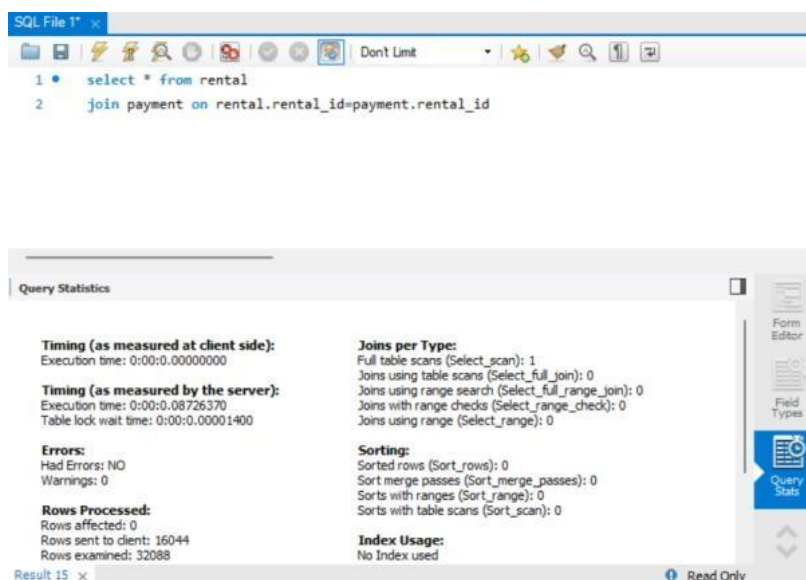 SQL File 1*
Don't Limit
1 select * from rental
2 join payment on rental.rental_id=payment.rental_id
Query Statistics
Timing (as measured at client side):
Execution time: 0:00:0.00000000
Timing (as measured by the server):
Execution time: 0:00:0.08726370
Table lock wait time: 0:00:0.00001400
Errors:
Had Errors: NO
Warnings: 0
Rows Processed:
Rows affected: 0
Rows sent to client: 16044
Rows examined: 32088
Joins per Type:
Full table scans (Select_scan): 1
Joins using table scans (Select_full_join): 0
Joins using range search (Select_full_range_join): 0
Joins with range checks (Select_range_check): 0
Joins using range (Select_range): 0
Sorting:
Sorted rows (Sort_rows): 0
Sort merge passes (Sort_merge_passes): 0
Sorts with ranges (Sort_range): 0
Sorts with table scans (Sort_scan): 0
Index Usage:
No Index used
Form
Editor
Field
Types
Query
Stats
Result 15
Read Only